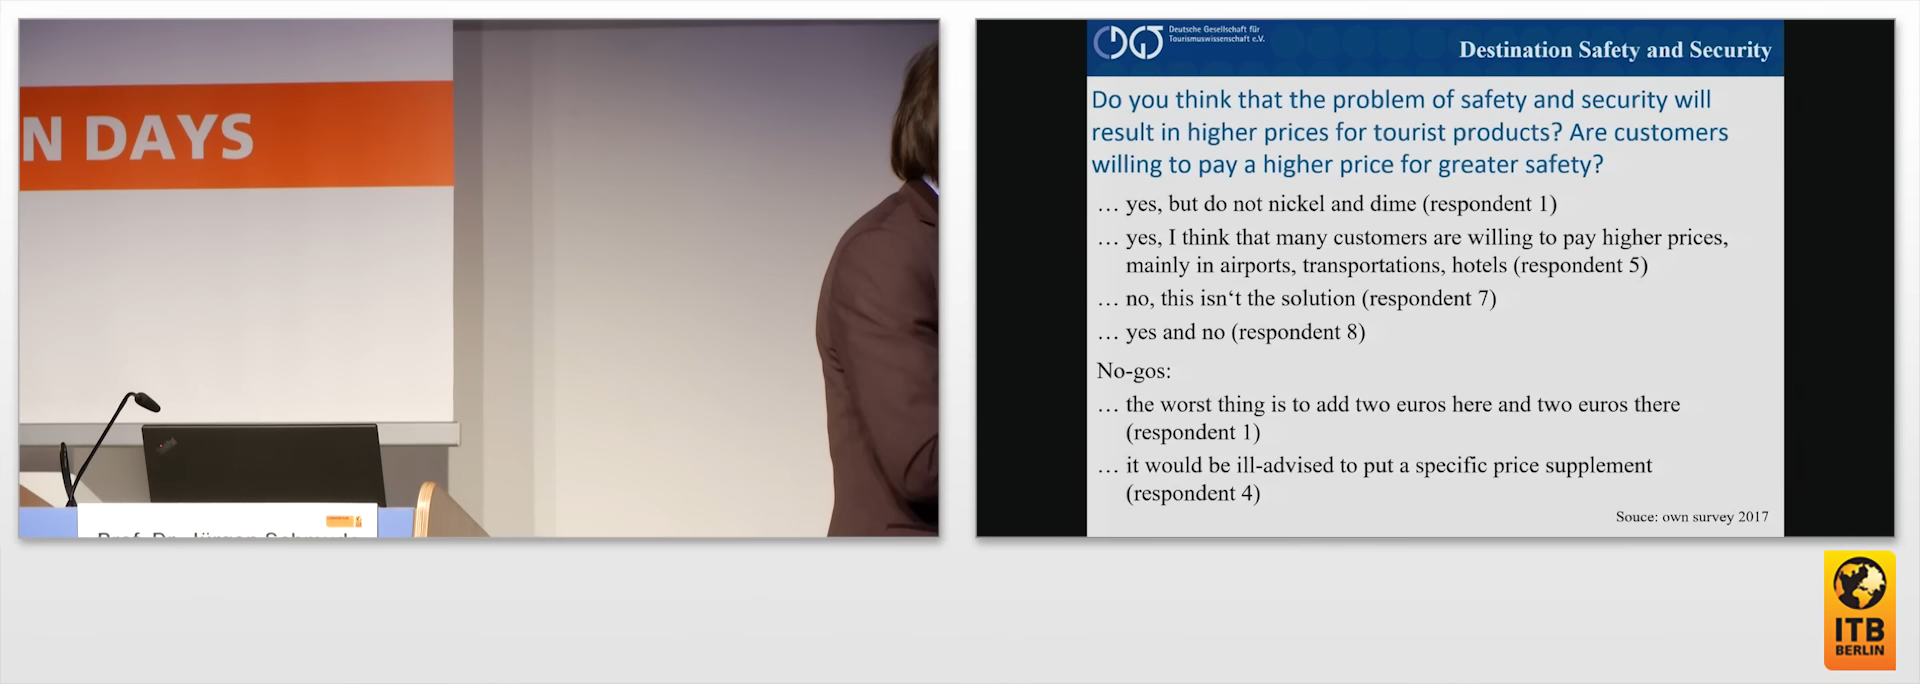 N DAYS
Prof. Dr. Jürgen Schmude
Deutsche Gesellschaft für
Tourismuswissenschaft e.V.
Destination Safety and Security
Do you think that the problem of safety and security will
result in higher prices for tourist products? Are customers
willing to pay a higher price for greater safety?
… yes, but do not nickel and dime (respondent 1)
… yes, I think that many customers are willing to pay higher prices,
mainly in airports, transportations, hotels (respondent 5)
… no, this isn‘t the solution (respondent 7)
… yes and no (respondent 8)
No-gos:
… the worst thing is to add two euros here and two euros there
(respondent 1)
… it would be ill-advised to put a specific price supplement
(respondent 4)
Souce: own survey 2017
ITB
BERLIN